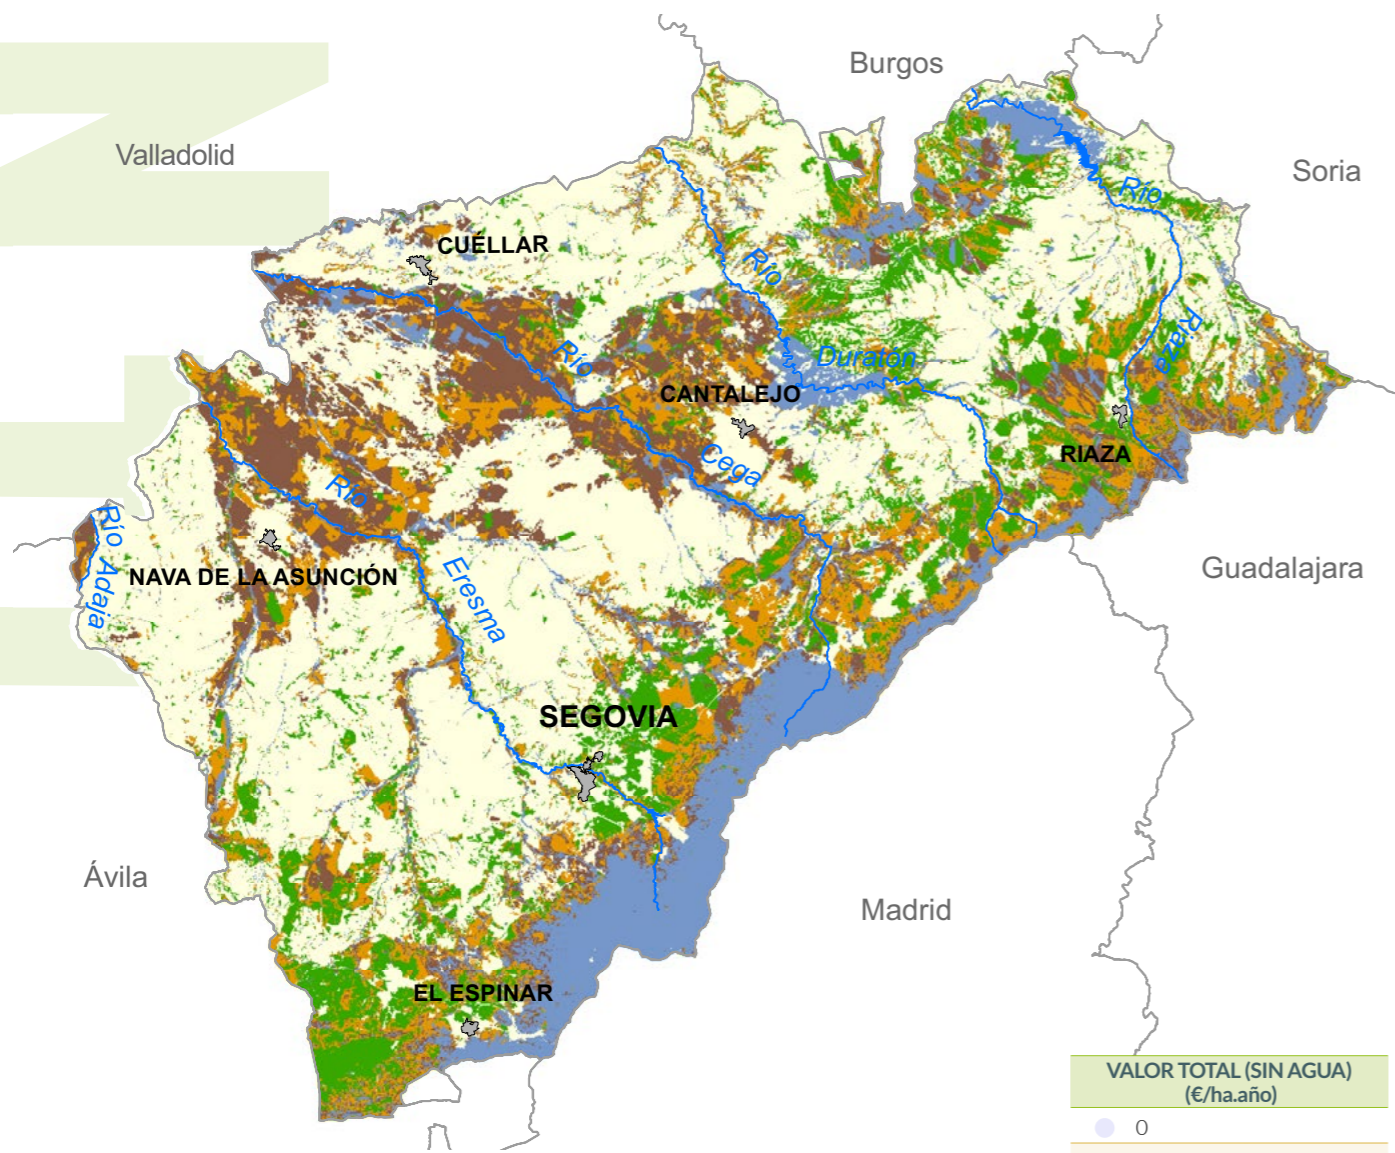 Burgos
Valladolid
Soria
Río
CUÉLLAR
Río
Riaza
Río
Duratón
CANTALEJO
RIAZA
Cega
Río
Río Adaja
NAVA DE LA ASUNCIÓN
Eresma
Guadalajara
SEGOVIA
Ávila
Madrid
EL ESPINAR
VALOR TOTAL (SIN AGUA)
(€/ha.año)
0